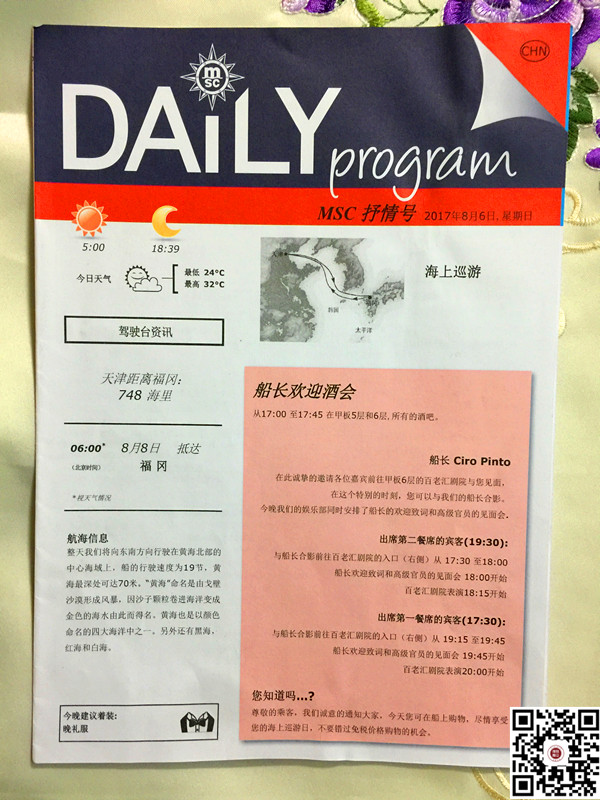 CHN
msc
DAiLY
program
MSC 抒情号 2017年8月6日, 星期日
5:00
18:39
今日天气
最低 24°C
最高 32°C
海上巡游
太平洋
驾驶台资讯
天津距离福冈:
748 海里
06:00* 8月8日 抵达
(北京时间) 福 冈
*视天气情况
航海信息
整天我们将向东南方向行驶在黄海北部的
中心海域上, 船的行驶速度为19节, 黄
海最深处可达70米, "黄海"命名是由戈壁
沙漠形成风暴, 因沙子颗粒卷进海洋变成
金色的海水由此而得名。黄海也是以颜色
命名的四大海洋中之一。另外还有黑海,
红海和白海。
今晚建议着装:
晚礼服
船长欢迎酒会
从17:00 至17:45 在甲板5层和6层, 所有的酒吧。
船长 Ciro Pinto
在此诚挚的邀请各位嘉宾前往甲板6层的百老汇剧院与您见面,
在这个特别的时刻, 您可以与我们的船长合影。
今晚我们的娱乐部同时安排了船长的欢迎致词和高级官员的见面会.
出席第二餐席的宾客(19:30):
与船长合影前往百老汇剧院的入口（右侧）从 17:30 至18:00
船长欢迎致词和高级官员的见面会 18:00开始
百老汇剧院表演18:15开始
出席第一餐席的宾客(17:30):
与船长合影前往百老汇剧院的入口（右侧）从 19:15 至19:45
船长欢迎致词和高级官员的见面会 19:45开始
百老汇剧院表演20:00开始
您知道吗...?
尊敬的乘客, 我们诚意的通知大家, 今天您可在船上购物, 尽情享受
您的海上巡游日, 不要错过免税价格购物的机会。